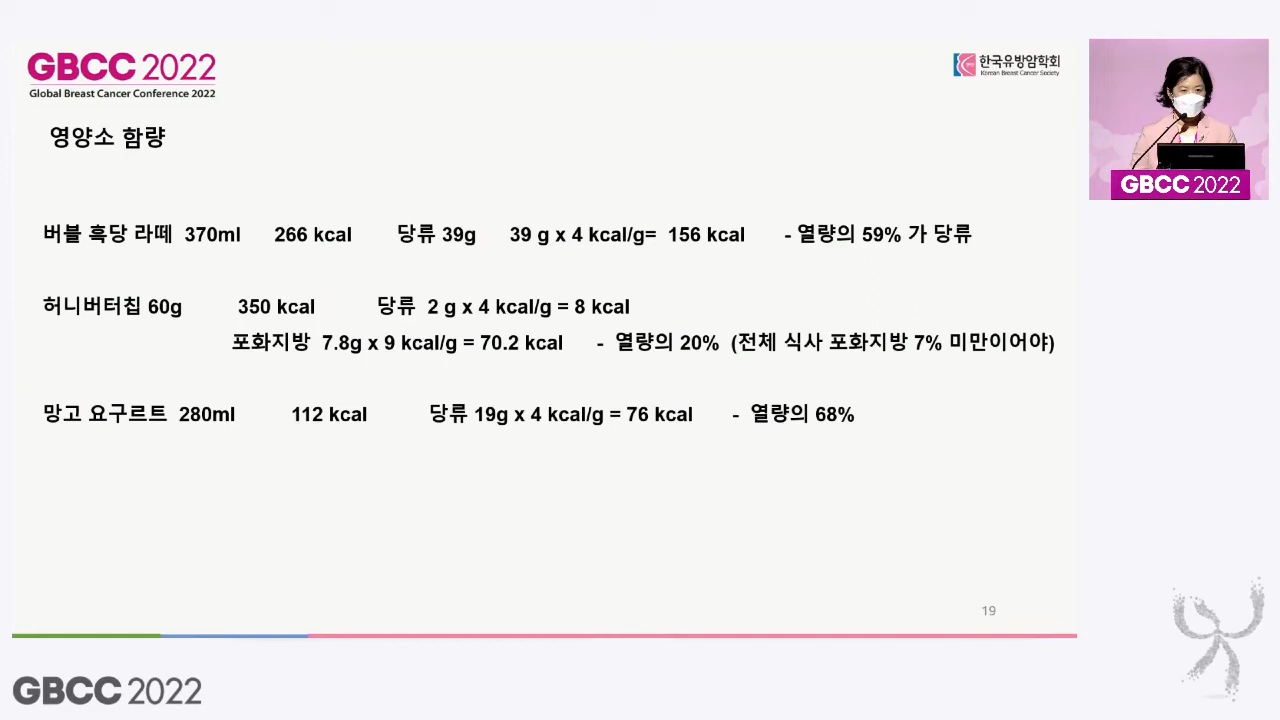 GBCC 2022
Global Breast Cancer Conference 2022
한국유방암학회
Korean Breast Cancer Society
영양소 함량
버블 흑당 라떼 370ml 266 kcal 당류 39g 39 g x 4 kcal/g= 156 kcal - 열량의 59% 가 당류
허니버터칩 60g 350 kcal 당류 2 g x 4 kcal/g = 8 kcal
포화지방 7.8g x 9 kcal/g = 70.2 kcal - 열량의 20% (전체 식사 포화지방 7% 미만이어야)
망고 요구르트 280ml 112 kcal 당류 19g x 4 kcal/g = 76 kcal - 열량의 68%
19
GBCC 2022
GBCC 2022